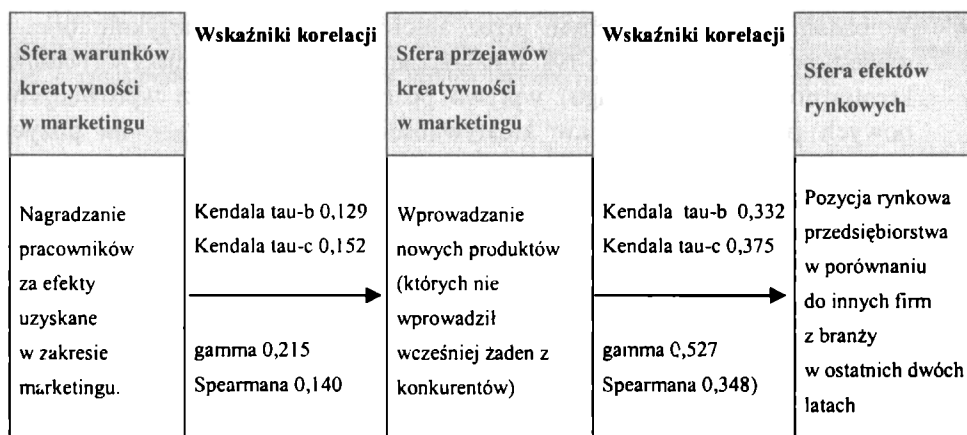 Sfera warunków
kreatywności
w marketingu
Wskaźniki korelacji
Sfera przejawów
kreatywności
w marketingu
Wskaźniki korelacji
Sfera efektów
rynkowych
Nagradzanie
pracowników
za efekty
uzyskane
w zakresie
marketingu.
Kendala tau-b 0,129
Kendala tau-c 0,152
gamma 0,215
Spearmana 0,140
Wprowadzanie
nowych produktów
(których nie
wprowadził
wcześniej żaden z
konkurentów)
Kendala tau-b 0,332
Kendala tau-c 0,375
gamma 0,527
Spearmana 0,348)
Pozycja rynkowa
przedsiębiorstwa
w porównaniu
do innych firm
z branży
w ostatnich dwóch
latach